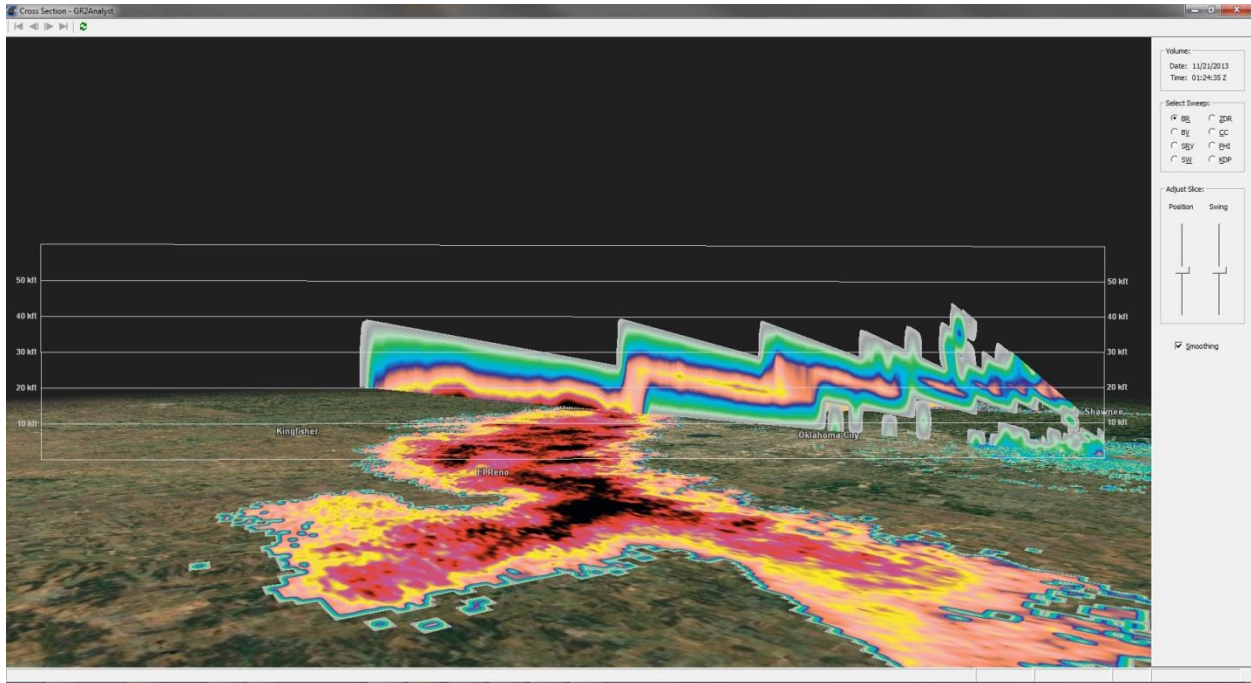 Cross Section - GR2Analyst
Volume:
Date: 11/21/2013
Time: 01:24:35 Z
Select Sweep:
BR ZDR
BV CC
SRV PHI
SW KDP
Adjust Slice:
Position Swing
Smoothing
50 kft 50 kft
40 kft 40 kft
30 kft 30 kft
20 kft 20 kft
Shawnee
10 kft 10 kft
Kingfisher Oklahoma City
El Reno